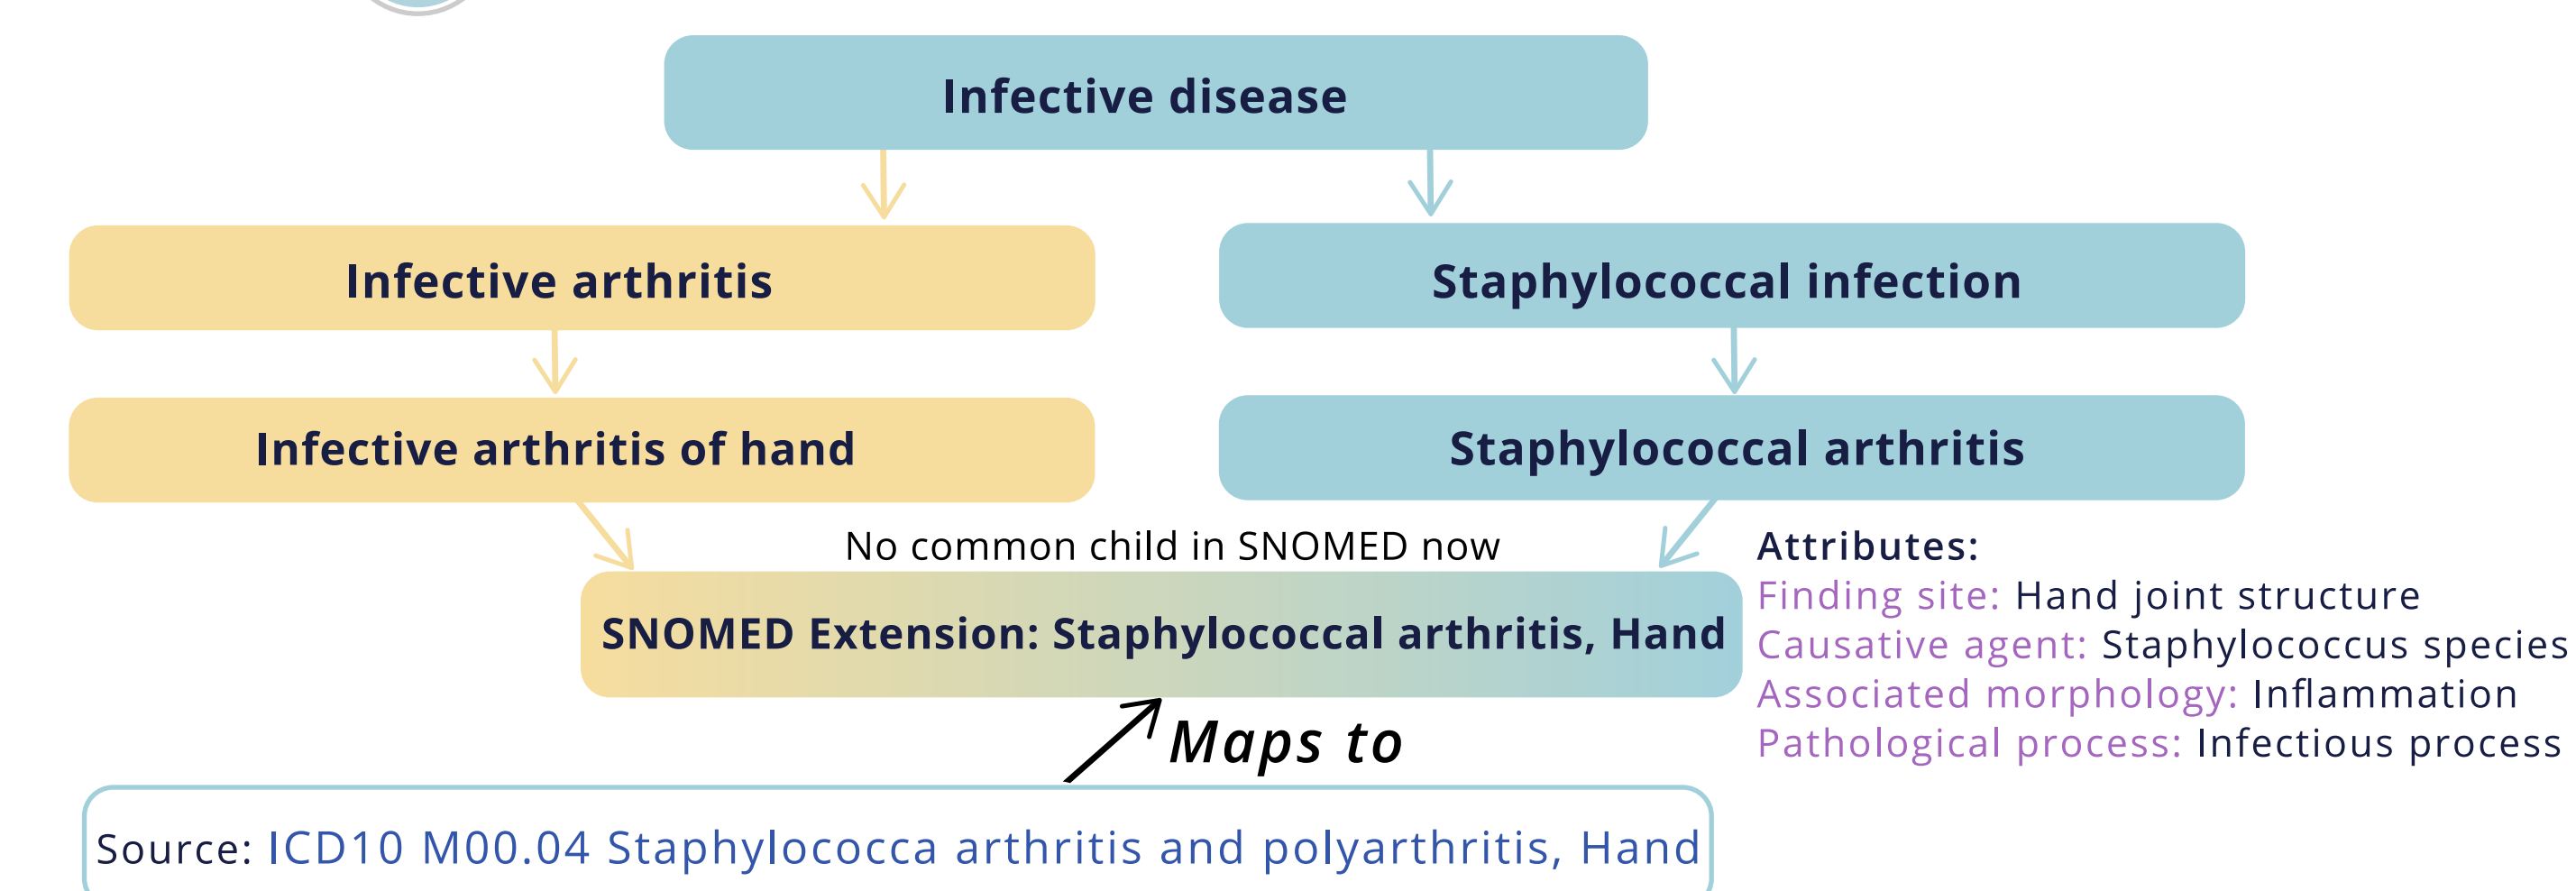 Infective disease
Infective arthritis
Staphylococcal infection
Infective arthritis of hand
Staphylococcal arthritis
No common child in SNOMED now
SNOMED Extension: Staphylococcal arthritis, Hand
Attributes:
Finding site: Hand joint structure
Causative agent: Staphylococcus species
Associated morphology: Inflammation
Pathological process: Infectious process
Maps to
Source: ICD10 M00.04 Staphylococca arthritis and polyarthritis, Hand